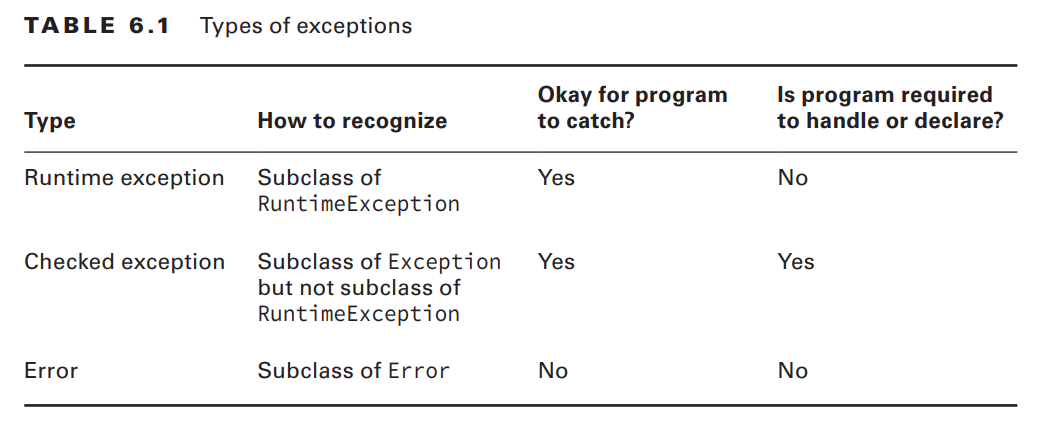 TABLE 6.1 Types of exceptions
Type How to recognize Okay for program to catch? Is program required to handle or declare?
Runtime exception Subclass of RuntimeException Yes No
Checked exception Subclass of Exception but not subclass of RuntimeException Yes Yes
Error Subclass of Error No No